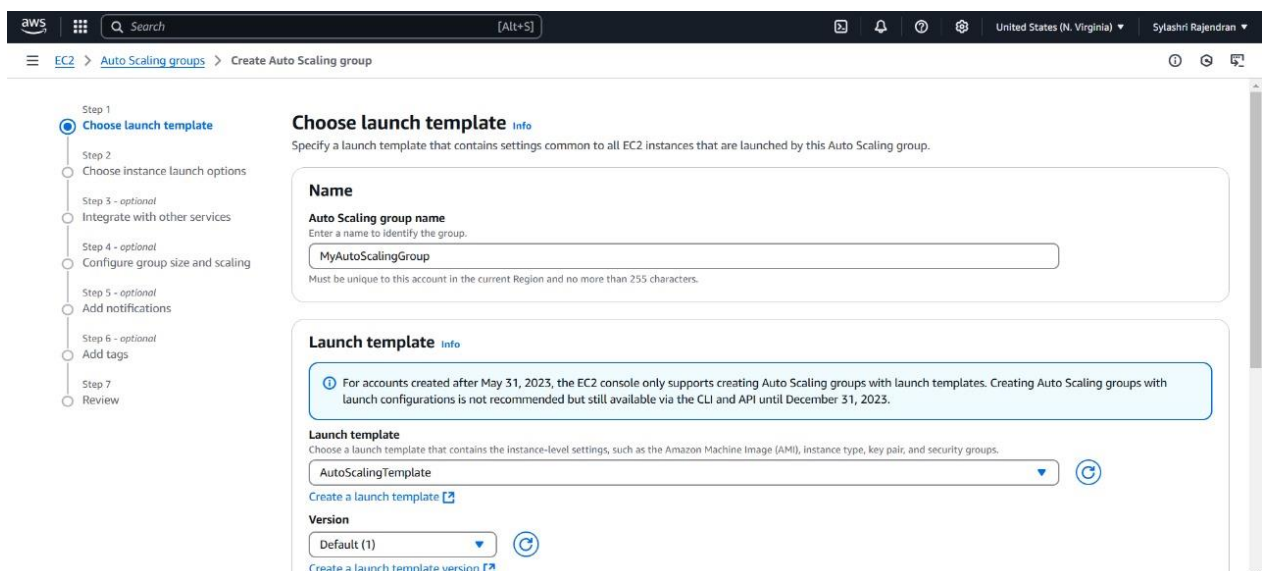 aws
Search
[Alt+S]
United States (N. Virginia)
Sylashri Rajendran
EC2 > Auto Scaling groups > Create Auto Scaling group
Step 1
Choose launch template
Step 2
Choose instance launch options
Step 3 - optional
Integrate with other services
Step 4 - optional
Configure group size and scaling
Step 5 - optional
Add notifications
Step 6 - optional
Add tags
Step 7
Review
Choose launch template Info
Specify a launch template that contains settings common to all EC2 instances that are launched by this Auto Scaling group.
Name
Auto Scaling group name
Enter a name to identify the group.
MyAutoScalingGroup
Must be unique to this account in the current Region and no more than 255 characters.
Launch template Info
For accounts created after May 31, 2023, the EC2 console only supports creating Auto Scaling groups with launch templates. Creating Auto Scaling groups with
launch configurations is not recommended but still available via the CLI and API until December 31, 2023.
Launch template
Choose a launch template that contains the instance-level settings, such as the Amazon Machine Image (AMI), instance type, key pair, and security groups.
AutoScalingTemplate
Create a launch template
Version
Default (1)
Create a launch template version